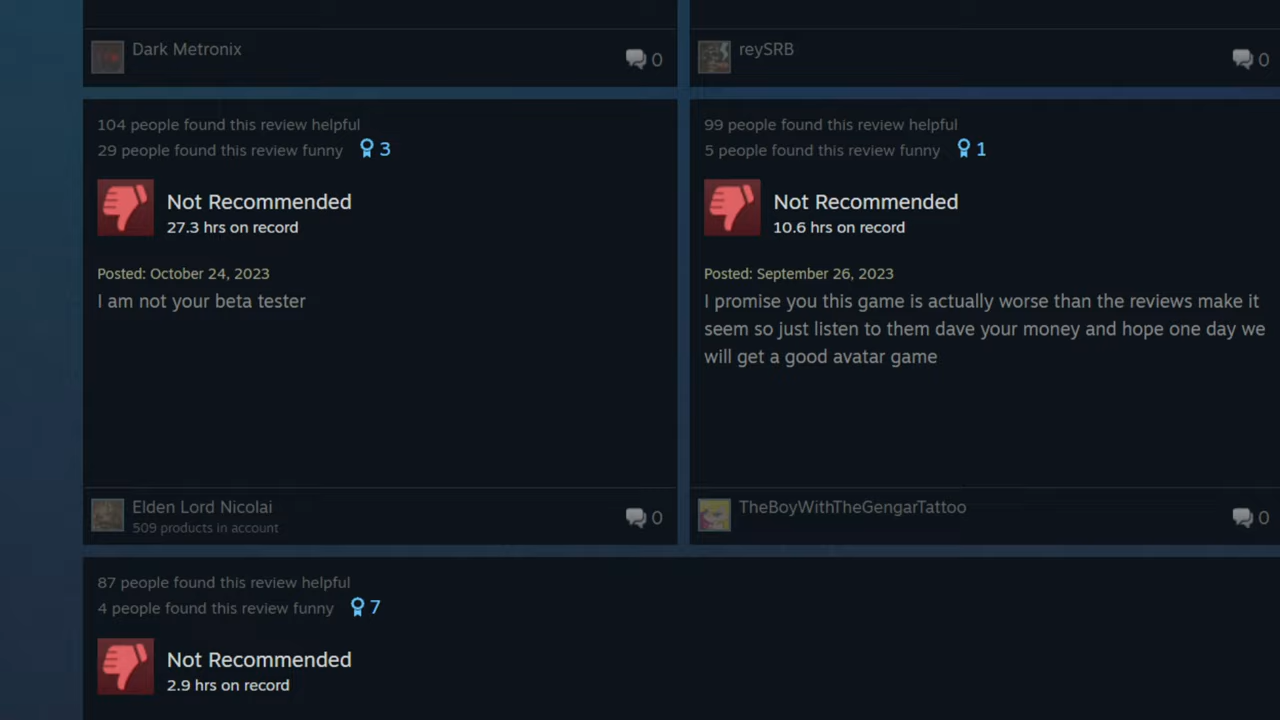 Dark Metronix
0
reySRB
0
104 people found this review helpful
29 people found this review funny 3
Not Recommended
27.3 hrs on record
Posted: October 24, 2023
I am not your beta tester
Elden Lord Nicolai
509 products in account
0
99 people found this review helpful
5 people found this review funny 1
Not Recommended
10.6 hrs on record
Posted: September 26, 2023
I promise you this game is actually worse than the reviews make it
seem so just listen to them dave your money and hope one day we
will get a good avatar game
TheBoyWithTheGengarTattoo
0
87 people found this review helpful
4 people found this review funny 7
Not Recommended
2.9 hrs on record